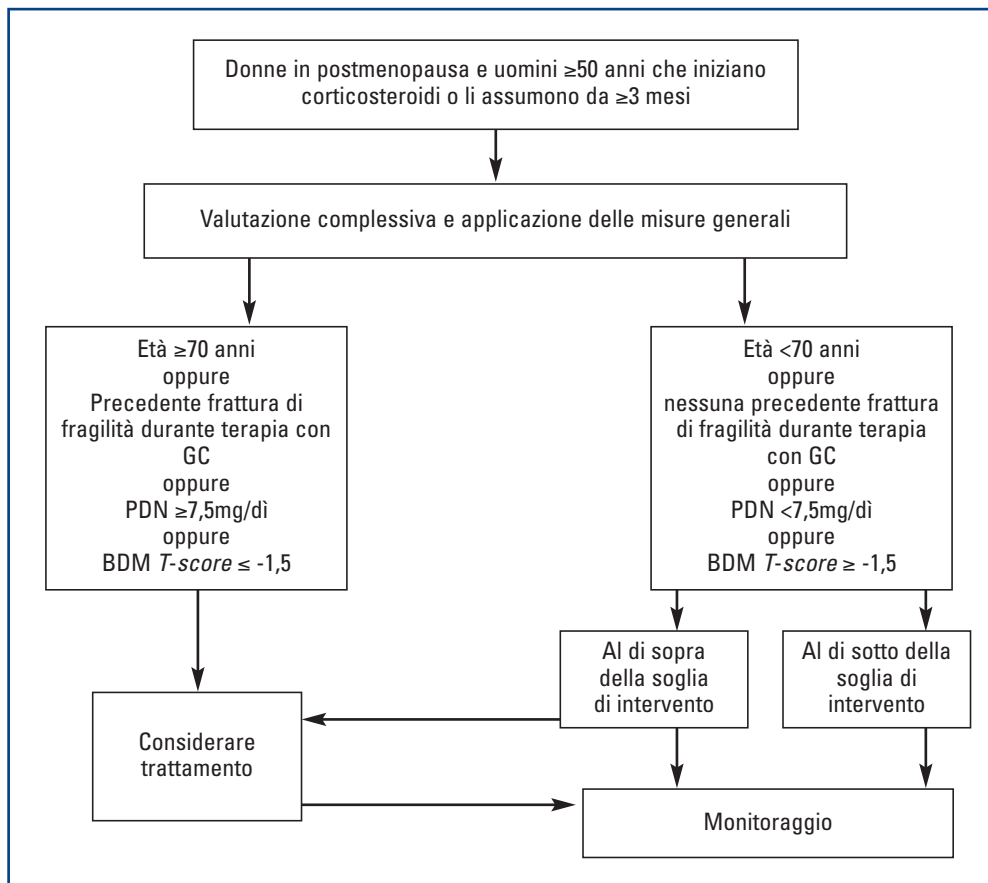 Donne in postmenopausa e uomini ≥50 anni che iniziano
corticosteroidi o li assumono da ≥3 mesi
Valutazione complessiva e applicazione delle misure generali
Età ≥70 anni
oppure
Precedente frattura di
fragilità durante terapia con
GC
oppure
PDN ≥7,5mg/dì
oppure
BDM T-score ≤ -1,5
Età <70 anni
oppure
nessuna precedente frattura
di fragilità durante terapia
con GC
oppure
PDN <7,5mg/dì
oppure
BDM T-score ≥ -1,5
Al di sopra
della soglia
di intervento
Al di sotto della
soglia di
intervento
Considerare
trattamento
Monitoraggio